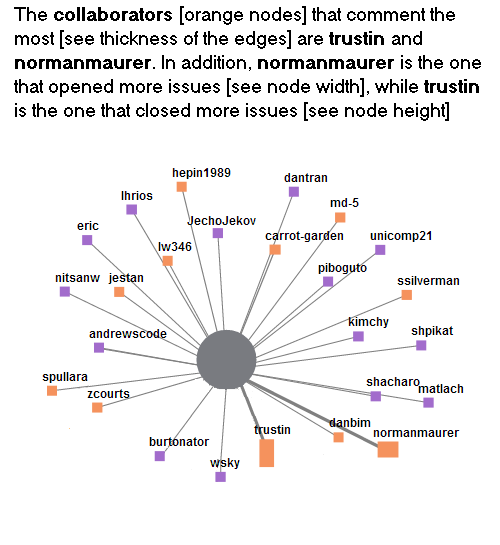 The collaborators [orange nodes] that comment the
most [see thickness of the edges] are trustin and
normanmaurer. In addition, normanmaurer is the one
that opened more issues [see node width], while trustin
is the one that closed more issues [see node height]
hepin1989
dantran
lhrios
md-5
JechoJekov
eric
carrot-garden
unicomp21
lw346
piboguto
nitsanw
jestan
ssilverman
kimchy
andrewscode
shpikat
spullara
shacharo
matlach
zcourts
trustin
danbim
normanmaurer
burtonator
wsky